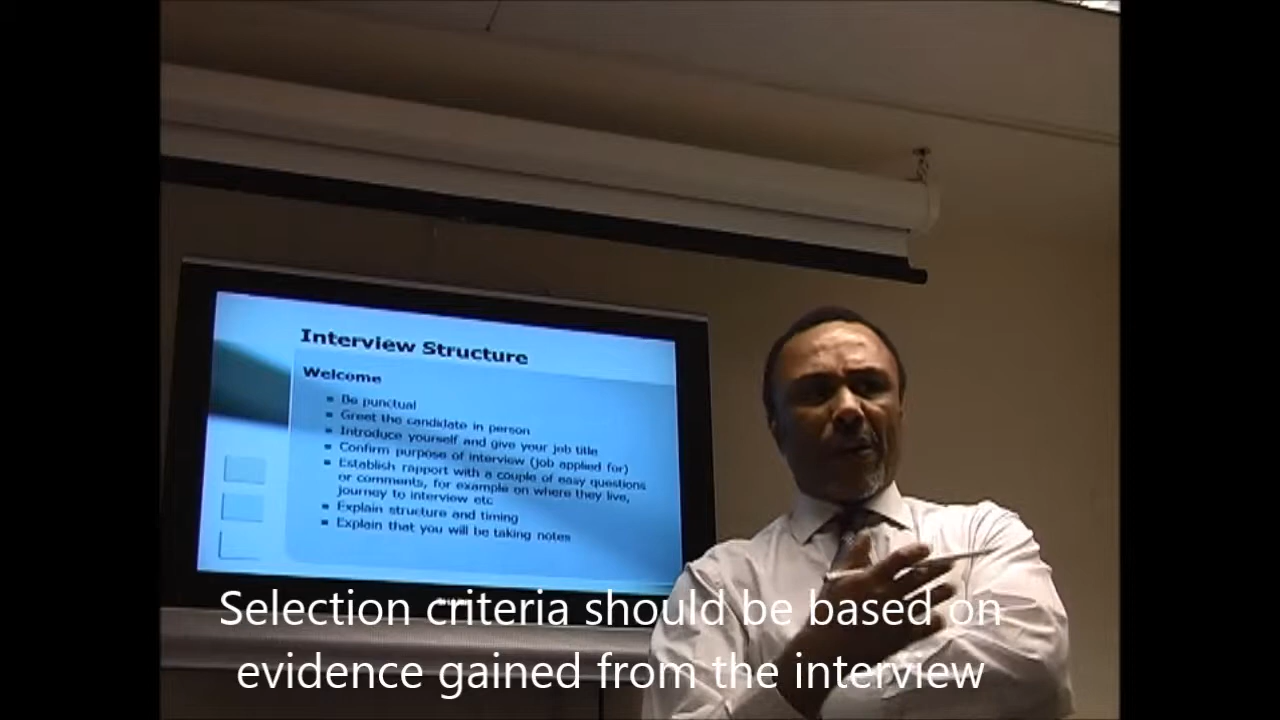 Interview Structure
Welcome
Be punctual
Greet the candidate in person
Introduce yourself and give your job title
Confirm purpose of interview (job applied for)
Establish rapport with a couple of easy questions
or comments, for example on where they live,
journey to interview etc
Explain structure and timing
Explain that you will be taking notes
Selection criteria should be based on
evidence gained from the interview